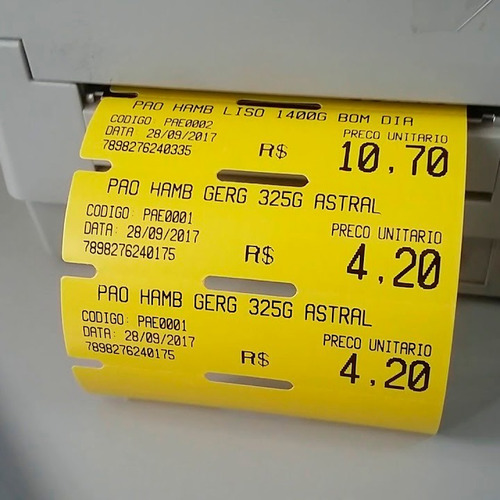 PAO HAMB LISO 1400G BOM DIA
CODIGO: PAE0002
DATA: 28/09/2017
7898276240335
R$
PRECO UNITARIO
10,70
PAO HAMB GERG 325G ASTRAL
CODIGO: PAE0001
DATA: 28/09/2017
7898276240175
R$
PRECO UNITARIO
4,20
PAO HAMB GERG 325G ASTRAL
CODIGO: PAE0001
DATA: 28/09/2017
7898276240175
R$
PRECO UNITARIO
4,20